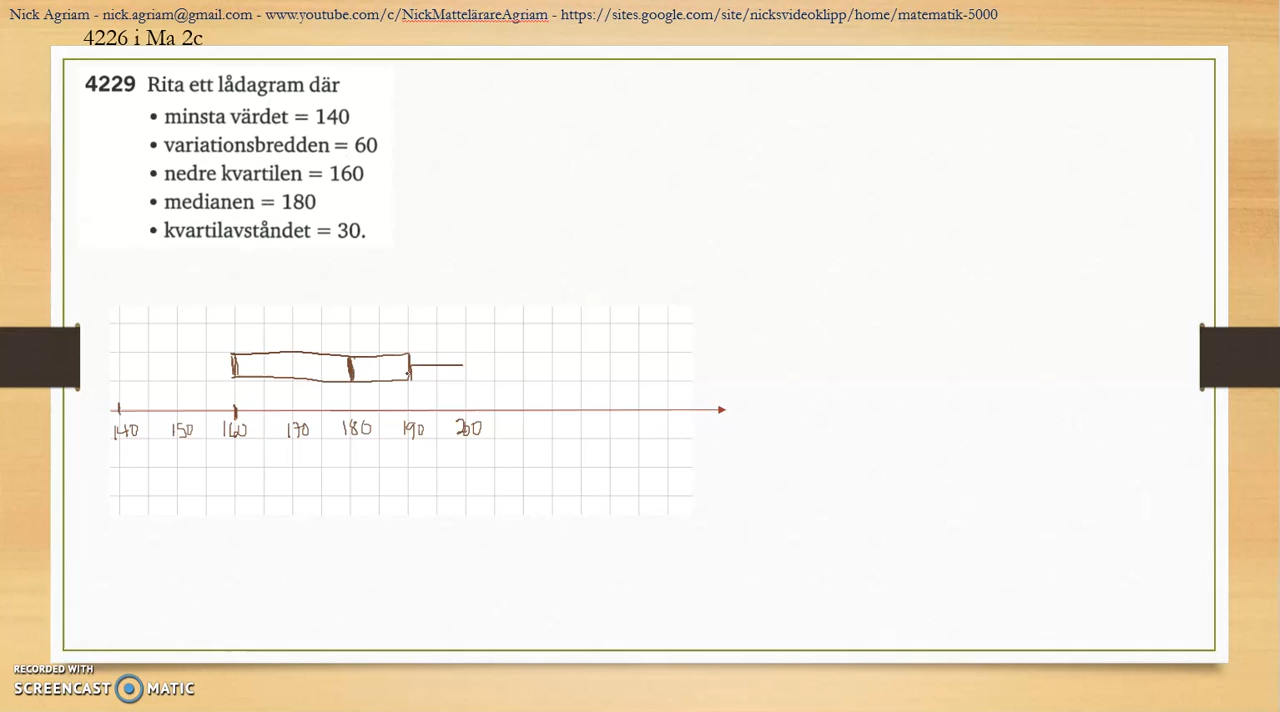 Nick Agriam - nick.agriam@gmail.com - www.youtube.com/c/NickMattelärareAgriam - https://sites.google.com/site/nicksvideoklipp/home/matematik-5000
4226 i Ma 2c
4229 Rita ett lådagram där
• minsta värdet = 140
• variationsbredden = 60
• nedre kvartilen = 160
• medianen = 180
• kvartilavståndet = 30.
140 150 160 170 180 190 200
RECORDED WITH
SCREENCAST MATIC